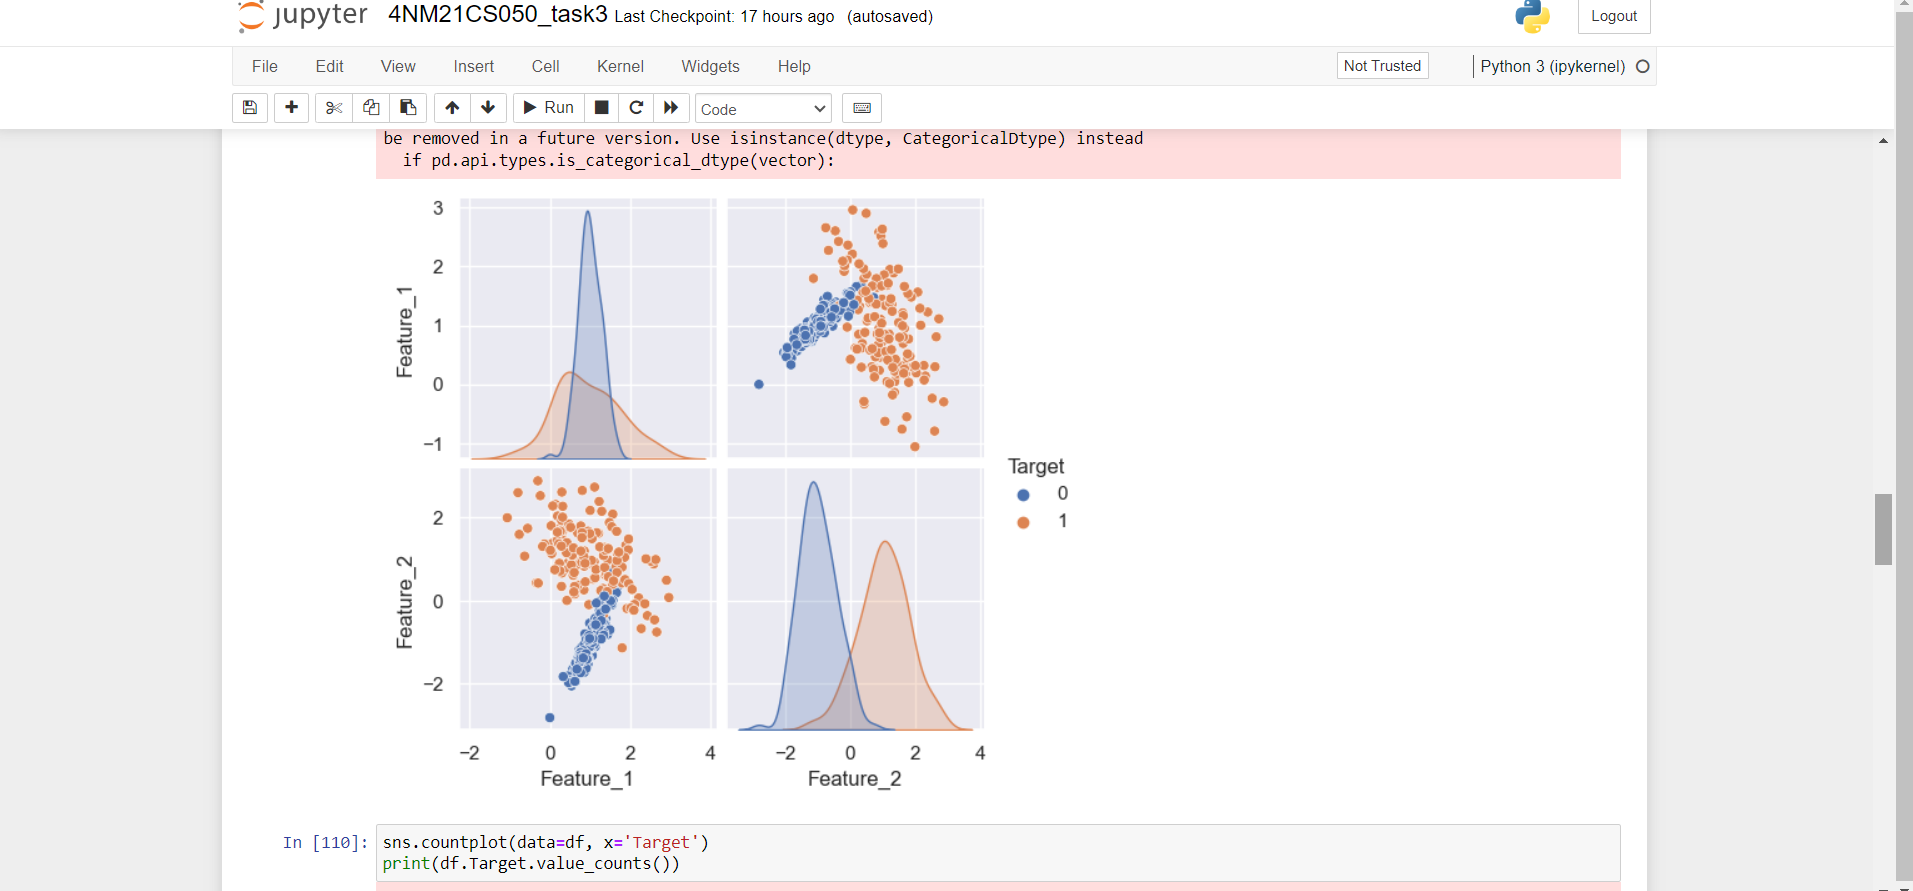 jupyter 4NM21CS050_task3 Last Checkpoint: 17 hours ago (autosaved)
Logout
File Edit View Insert Cell Kernel Widgets Help
Not Trusted Python 3 (ipykernel)
Run Code
be removed in a future version. Use isinstance(dtype, CategoricalDtype) instead
if pd.api.types.is_categorical_dtype(vector):
3
2
1
0
−1
Feature_1
2
0
−2
Feature_2
−2 0 2 4
Feature_1
−2 0 2 4
Feature_2
Target
0
1
In [110]: sns.countplot(data=df, x='Target')
print(df.Target.value_counts())